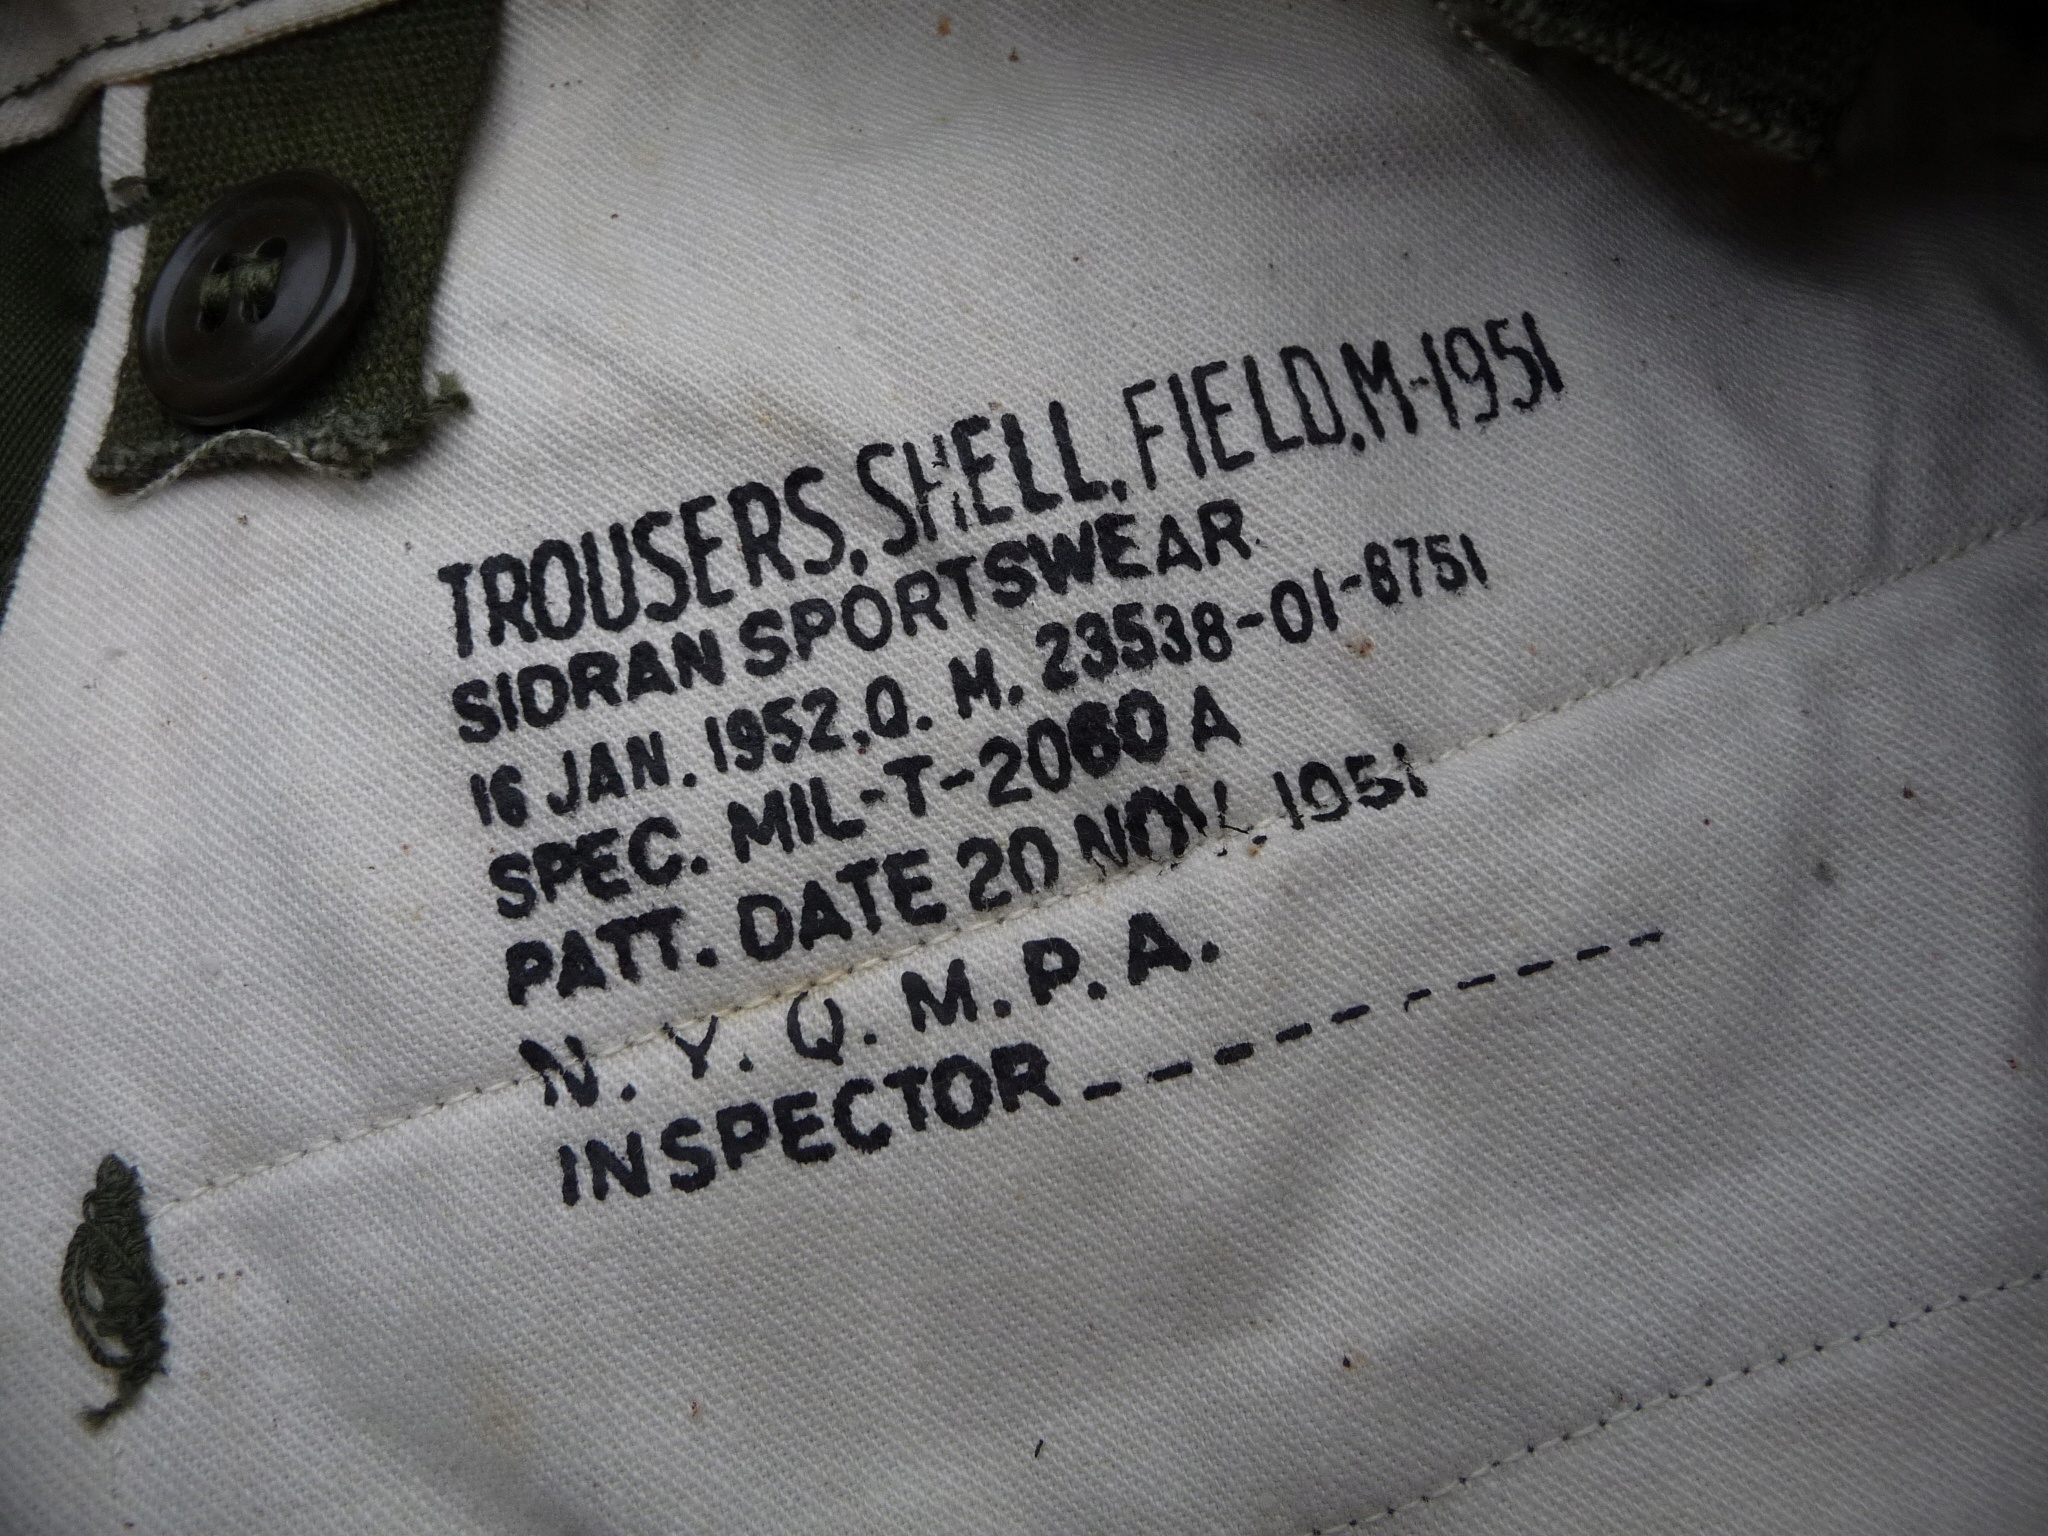 TROUSERS, SHELL, FIELD, M-1951
SIDRAN SPORTSWEAR
16 JAN. 1952, Q. M. 23538-01-8751
SPEC. MIL-T-2060 A
PATT. DATE 20 NOV. 1951
N. Y. Q. M. P. A.
INSPECTOR----------